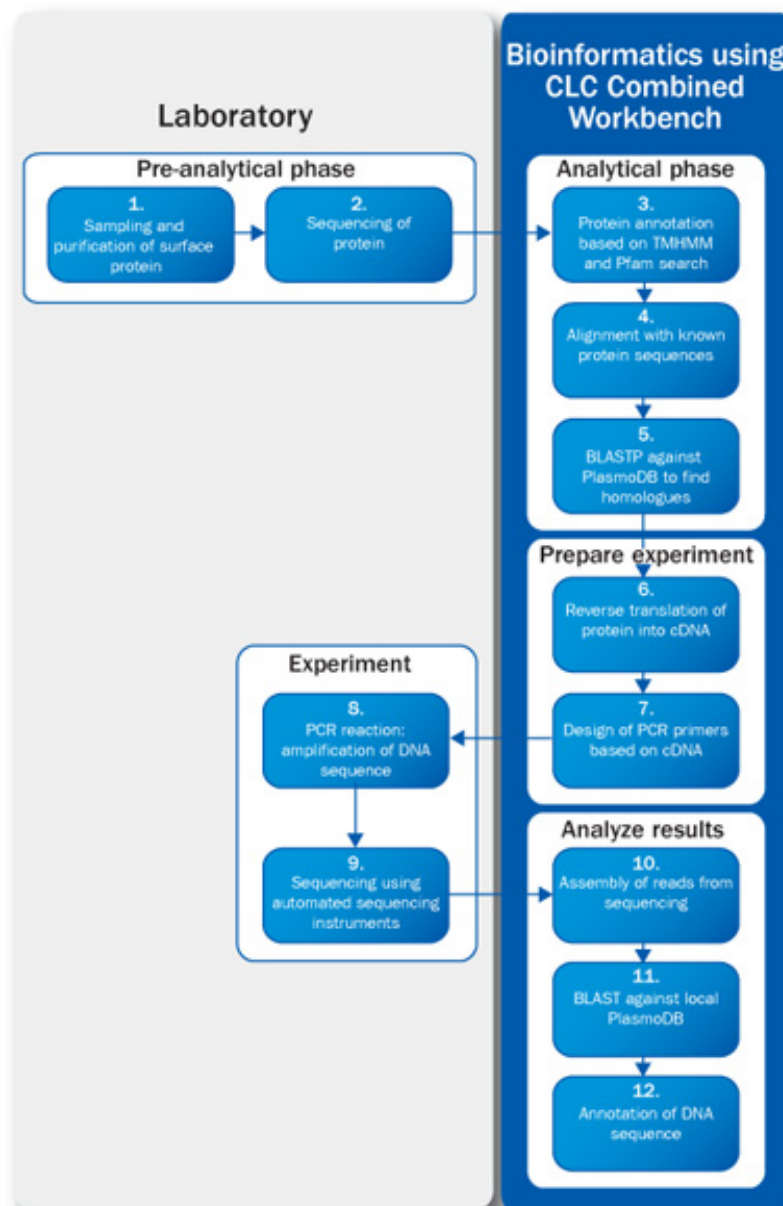 Laboratory
Pre-analytical phase
1.
Sampling and
purification of surface
protein
2.
Sequencing of
protein
Bioinformatics using
CLC Combined
Workbench
Analytical phase
3.
Protein annotation
based on TMHMM
and Pfam search
4.
Alignment with known
protein sequences
5.
BLASTP against
PlasmoDB to find
homologues
Prepare experiment
6.
Reverse translation of
protein into cDNA
7.
Design of PCR primers
based on cDNA
Experiment
8.
PCR reaction:
amplification of DNA
sequence
9.
Sequencing using
automated sequencing
instruments
Analyze results
10.
Assembly of reads from
sequencing
11.
BLAST against local
PlasmoDB
12.
Annotation of DNA
sequence